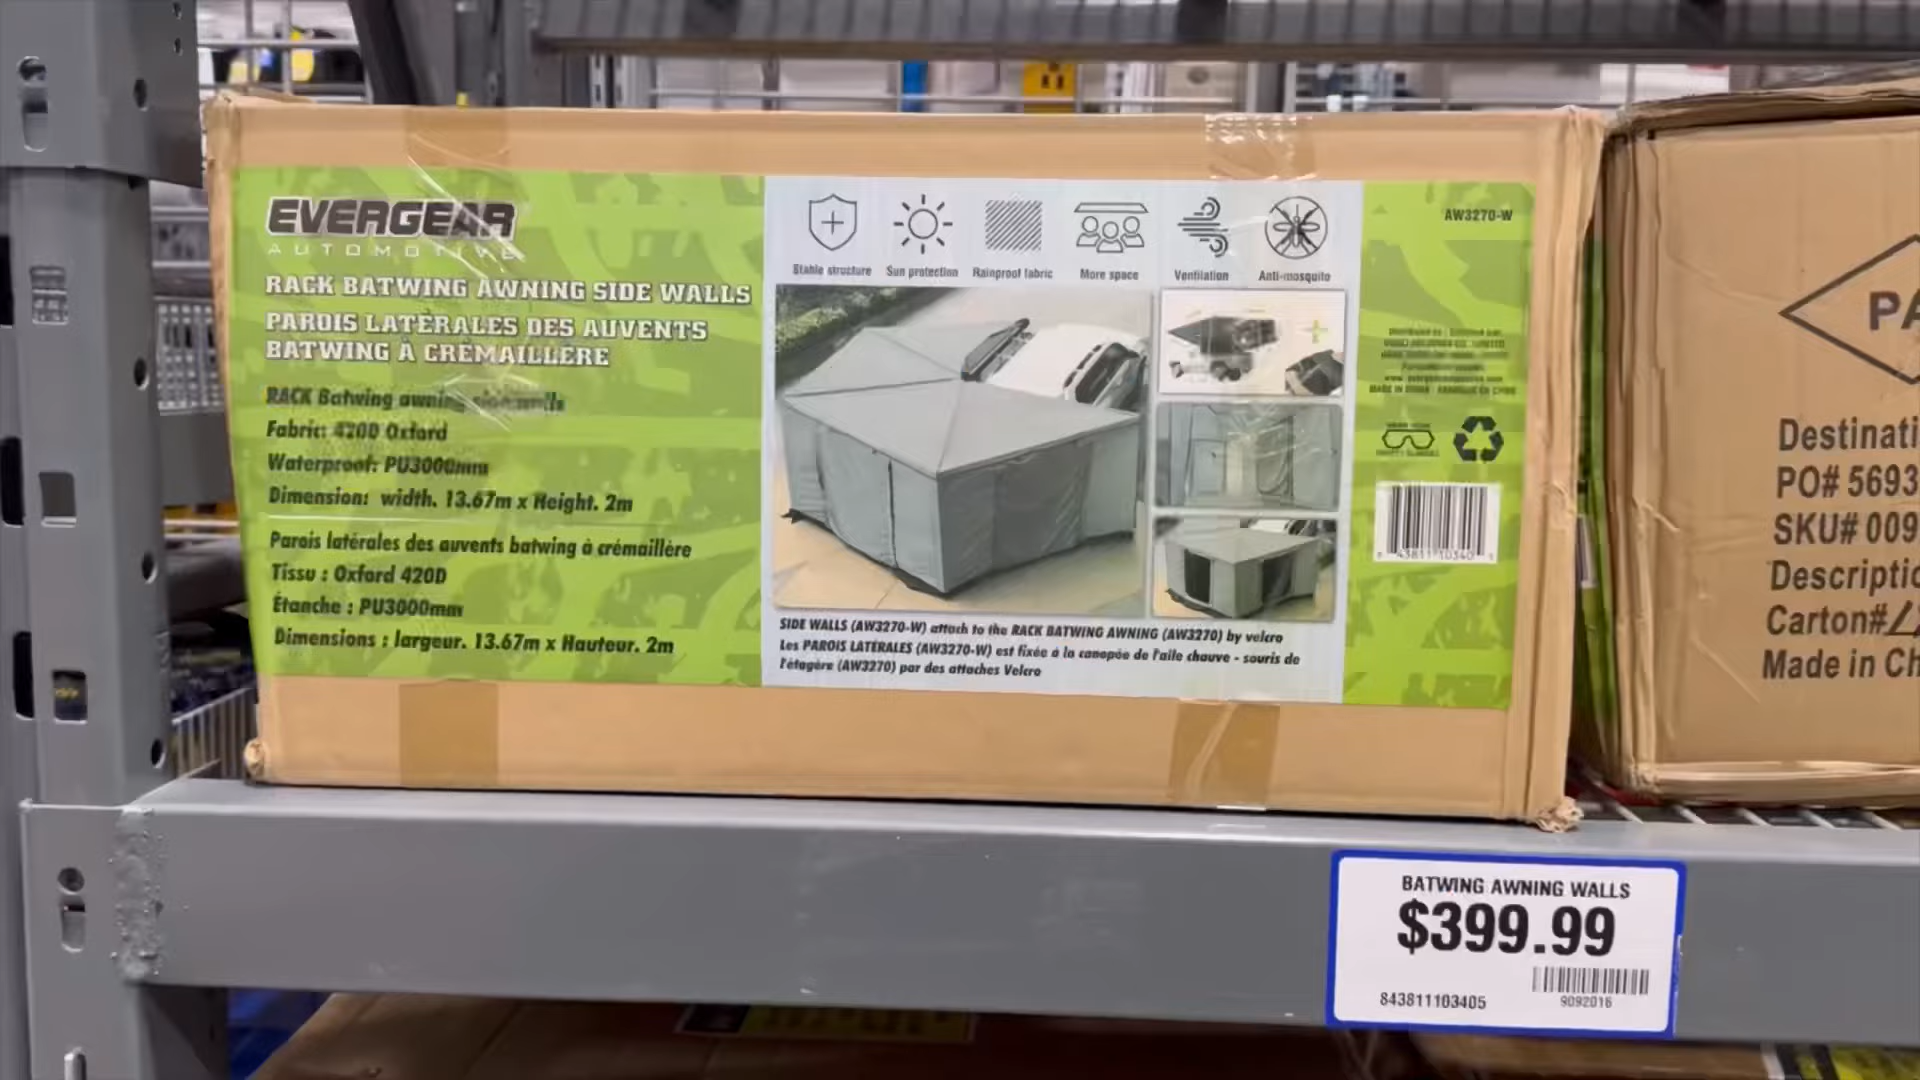 EVERGEAR
AUTOMOTIVE
RACK BATWING AWNING SIDE WALLS
PAROIS LATÉRALES DES AUVENTS
BATWING À CRÉMAILLÈRE
RACK Batwing awning side walls
Fabric: 420D Oxford
Waterproof: PU3000mm
Dimension: width. 13.67m x Height. 2m
Parois latérales des auvents batwing à crémaillère
Tissu : Oxford 420D
Étanche : PU3000mm
Dimensions : largeur. 13.67m x Hauteur. 2m
Stable structure
Sun protection
Rainproof fabric
More space
Ventilation
Anti-mosquito
SIDE WALLS (AW3270-W) attach to the RACK BATWING AWNING (AW3270) by velcro
Les PAROIS LATÉRALES (AW3270-W) est fixée à la canopée de l'aile chauve - souris de
l'étagère (AW3270) par des attaches Velcro
AW3270-W
PA
Destinati
PO# 5693
SKU# 009
Descriptio
Carton#
Made in Ch
BATWING AWNING WALLS
$399.99
843811103405
9092016